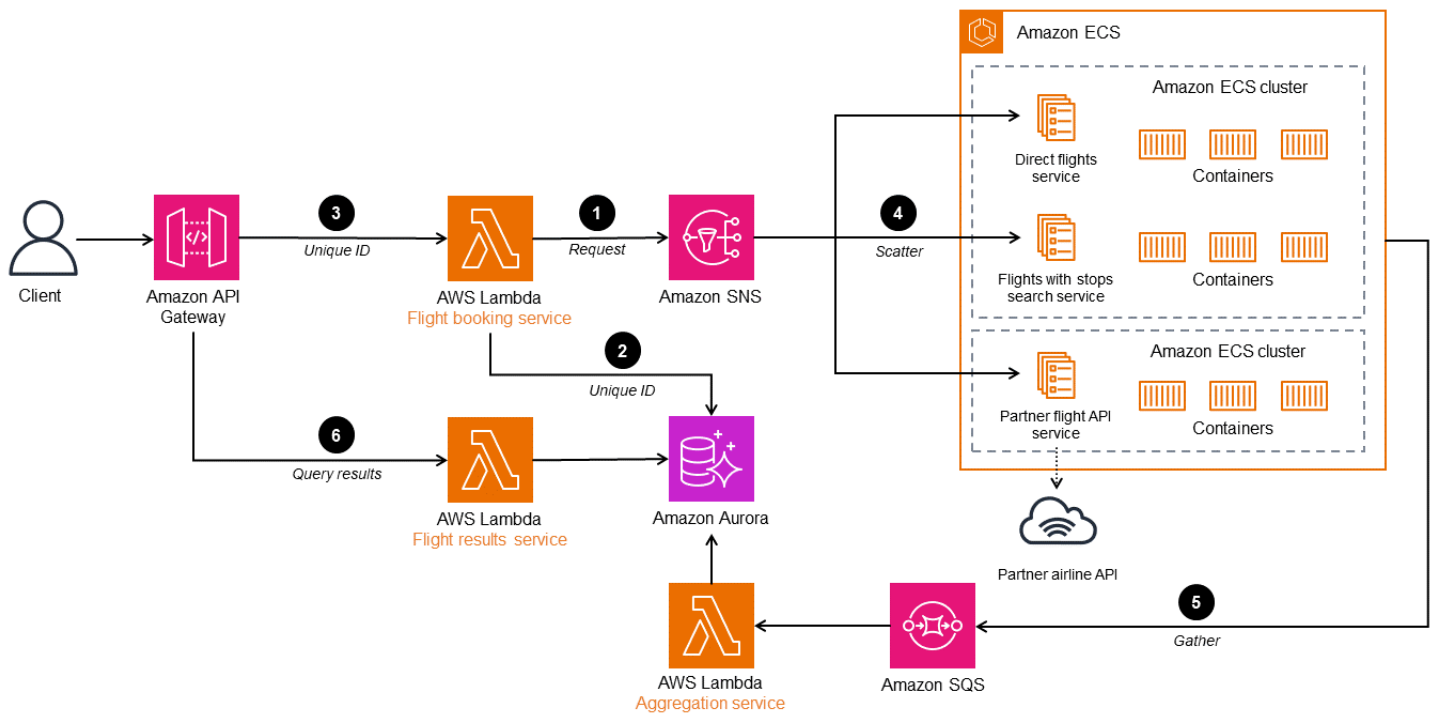 Amazon ECS
Amazon ECS cluster
Direct flights
service
Containers
3
Unique ID
1
Request
4
Scatter
Client
Amazon API
Gateway
AWS Lambda
Flight booking service
Amazon SNS
Flights with stops
search service
Containers
2
Unique ID
Amazon ECS cluster
Partner flight API
service
Containers
6
Query results
AWS Lambda
Flight results service
Amazon Aurora
Partner airline API
5
Gather
AWS Lambda
Aggregation service
Amazon SQS